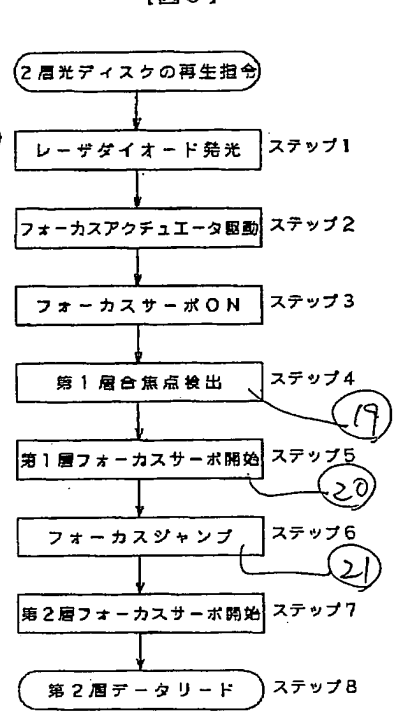 2層光ディスクの再生指令
レーザダイオード発光 ステップ1
フォーカスアクチュエータ駆動 ステップ2
フォーカスサーボON ステップ3
第1層合焦点検出 ステップ4
19
第1層フォーカスサーボ開始 ステップ5
20
フォーカスジャンプ ステップ6
21
第2層フォーカスサーボ開始 ステップ7
第2層データリード ステップ8